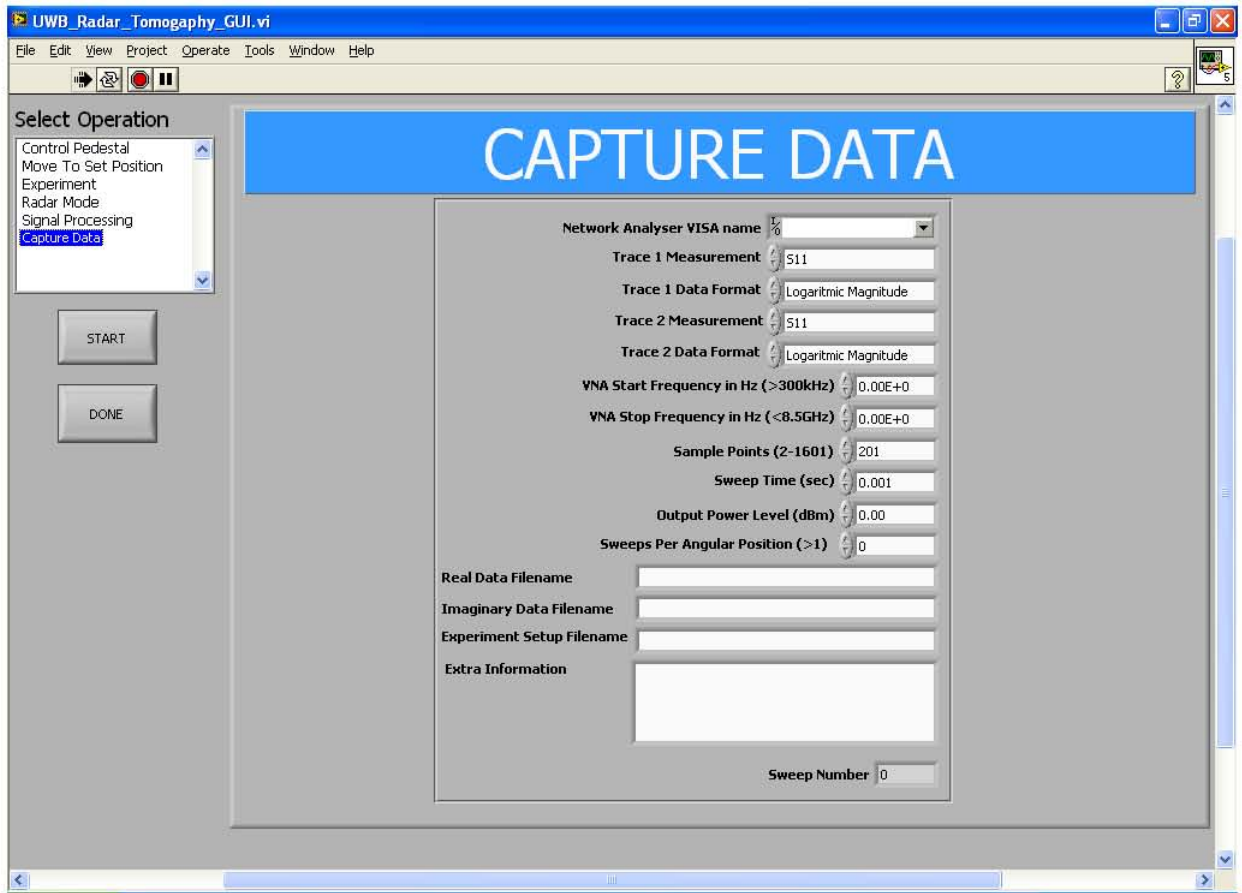 UWB_Radar_Tomogaphy_GUI.vi
File Edit View Project Operate Tools Window Help
5
Select Operation
Control Pedestal
Move To Set Position
Experiment
Radar Mode
Signal Processing
Capture Data
START
DONE
CAPTURE DATA
Network Analyser VISA name I/0
Trace 1 Measurement S11
Trace 1 Data Format Logaritmic Magnitude
Trace 2 Measurement S11
Trace 2 Data Format Logaritmic Magnitude
VNA Start Frequency in Hz (>300kHz) 0.00E+0
VNA Stop Frequency in Hz (<8.5GHz) 0.00E+0
Sample Points (2-1601) 201
Sweep Time (sec) 0.001
Output Power Level (dBm) 0.00
Sweeps Per Angular Position (>1) 0
Real Data Filename
Imaginary Data Filename
Experiment Setup Filename
Extra Information
Sweep Number 0